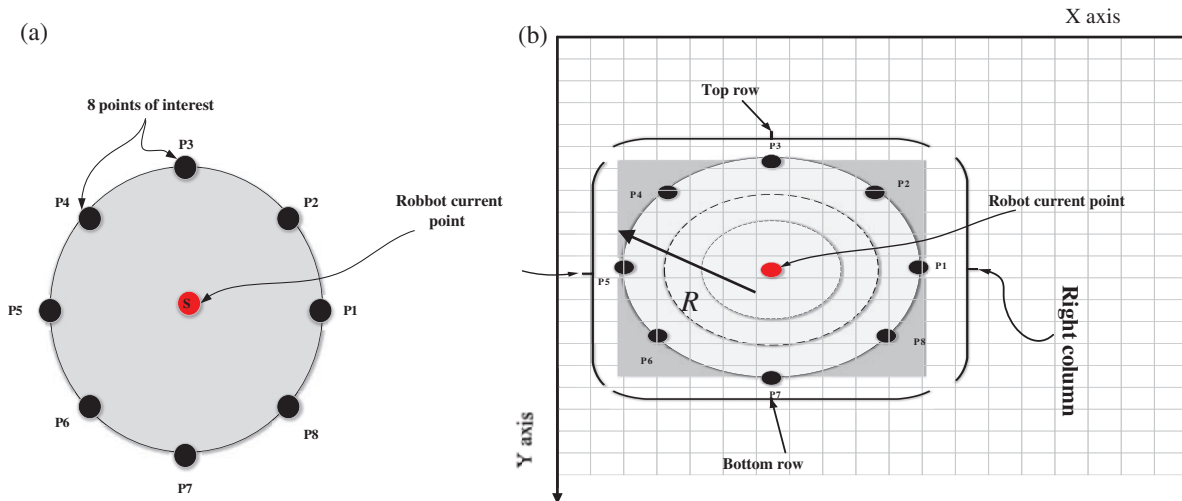 (a)
8 points of interest
P3
P4
P2
Robbot current
point
S
P5
P1
P6
P8
P7
(b)
X axis
Top row
P3
P4
P2
Robot current point
P5
P1
R
P6
P8
P7
Right column
Y axis
Bottom row